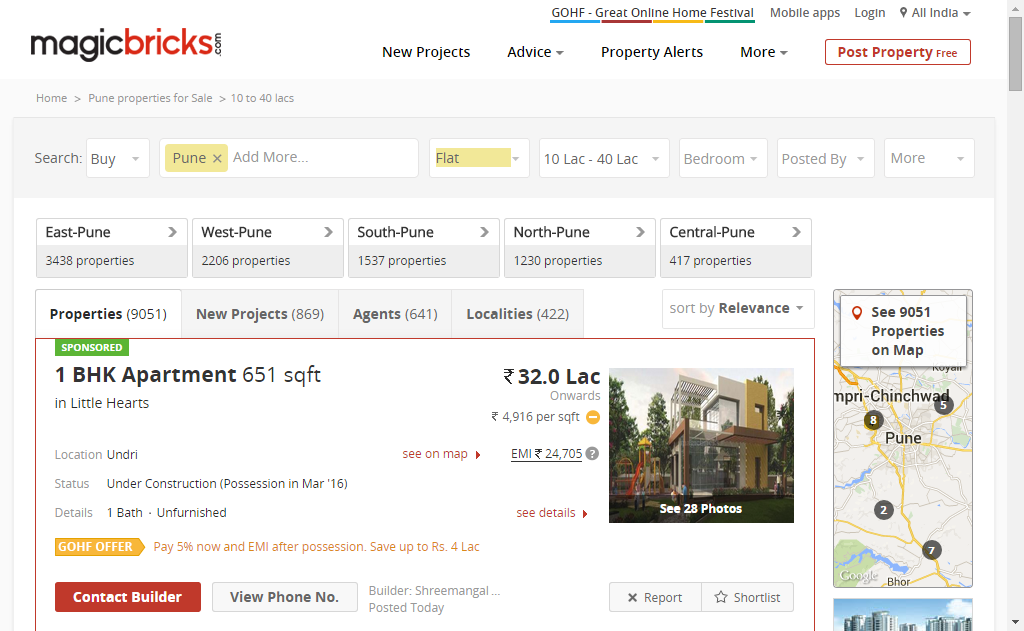 GOHF - Great Online Home Festival Mobile apps Login All India
magicbricks.com
New Projects Advice Property Alerts More Post Property Free
Home > Pune properties for Sale > 10 to 40 lacs
Search: Buy Pune × Add More... Flat 10 Lac - 40 Lac Bedroom Posted By More
East-Pune West-Pune South-Pune North-Pune Central-Pune
3438 properties 2206 properties 1537 properties 1230 properties 417 properties
Properties (9051) New Projects (869) Agents (641) Localities (422) sort by Relevance
See 9051
Properties
on Map
SPONSORED
1 BHK Apartment 651 sqft ₹ 32.0 Lac
Onwards
in Little Hearts
₹ 4,916 per sqft
Location Undri see on map EMI ₹ 24,705 ?
Status Under Construction (Possession in Mar '16)
Details 1 Bath · Unfurnished see details
See 28 Photos
GOHF OFFER Pay 5% now and EMI after possession. Save up to Rs. 4 Lac
Contact Builder View Phone No. Builder: Shreemangal ...
Posted Today
× Report Shortlist
mpri-Chinchwad
5
8
Pune
2
7
Google
Bhor